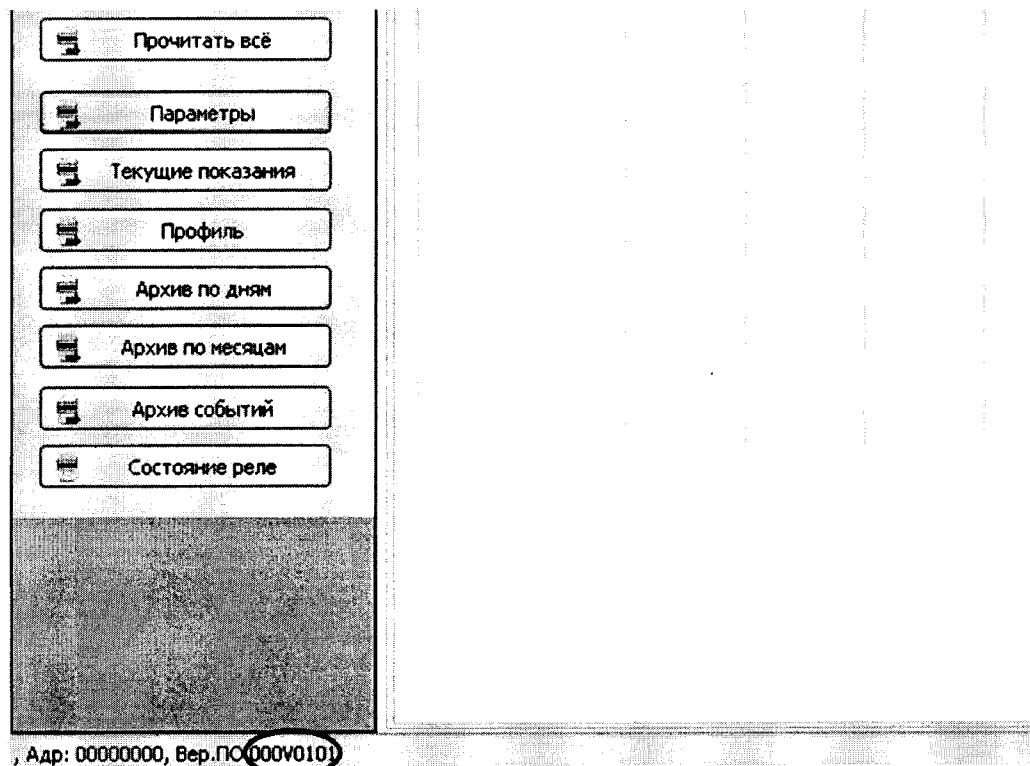 Прочитать всё
Параметры
Текущие показания
Профиль
Архив по дням
Архив по месяцам
Архив событий
Состояние реле
, Адр: 00000000, Вер.ПО 000V0101